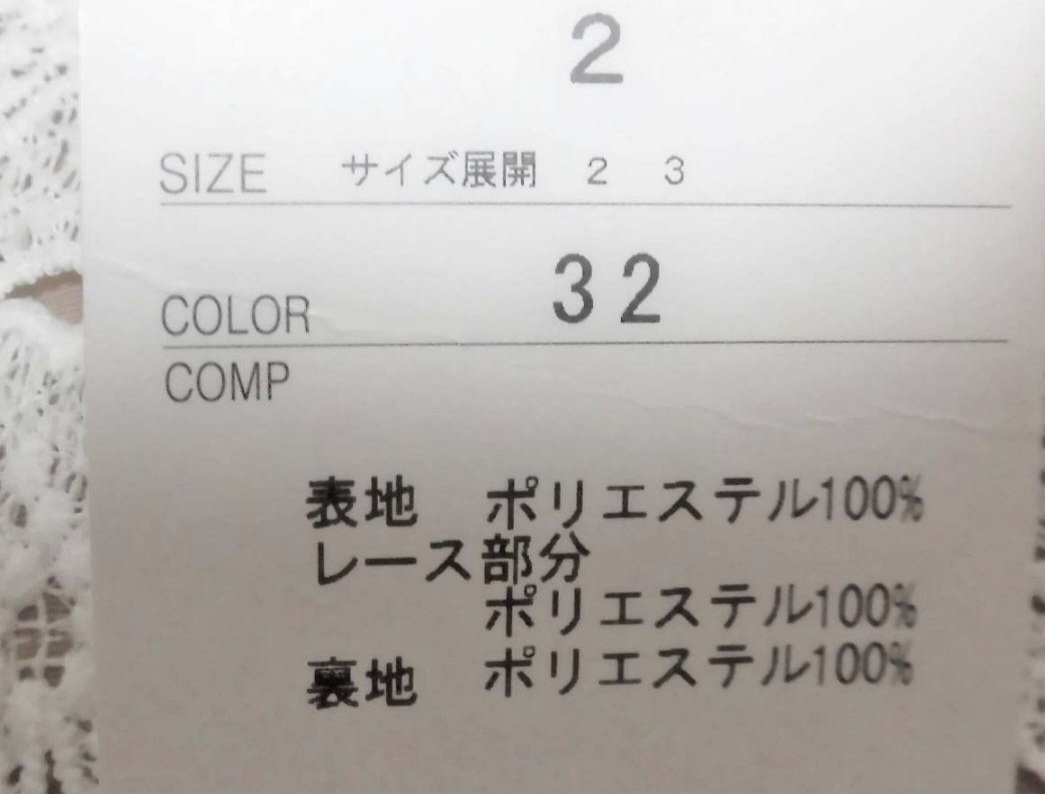 2
SIZE サイズ展開 2 3
COLOR 32
COMP
表地 ポリエステル100%
レース部分
ポリエステル100%
裏地 ポリエステル100%